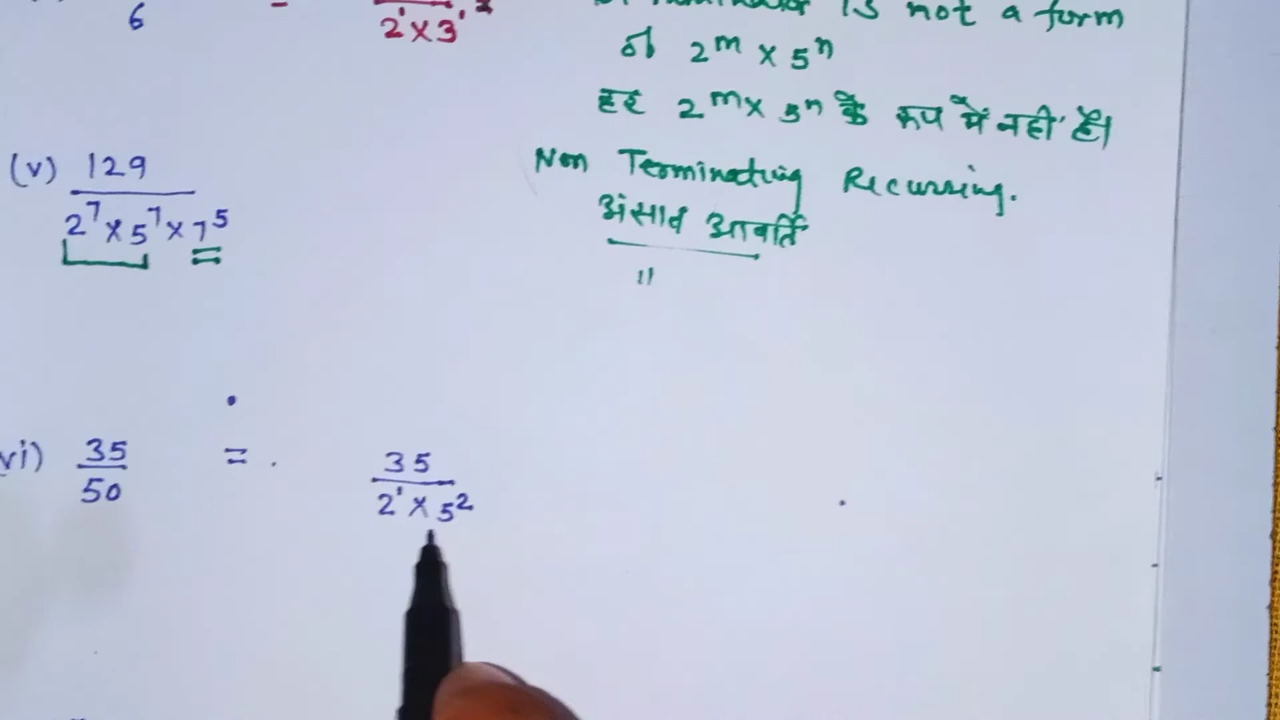 6 = 2¹×3¹
is not a form
of 2ᵐ × 5ⁿ
हर 2ᵐ× 5ⁿ के रूप में नही है।
(v) 129
2⁷×5⁷×7⁵
Non Terminating Recurring.
अंसात आवर्ति
"
vi) 35 = 35
50 2¹×5²